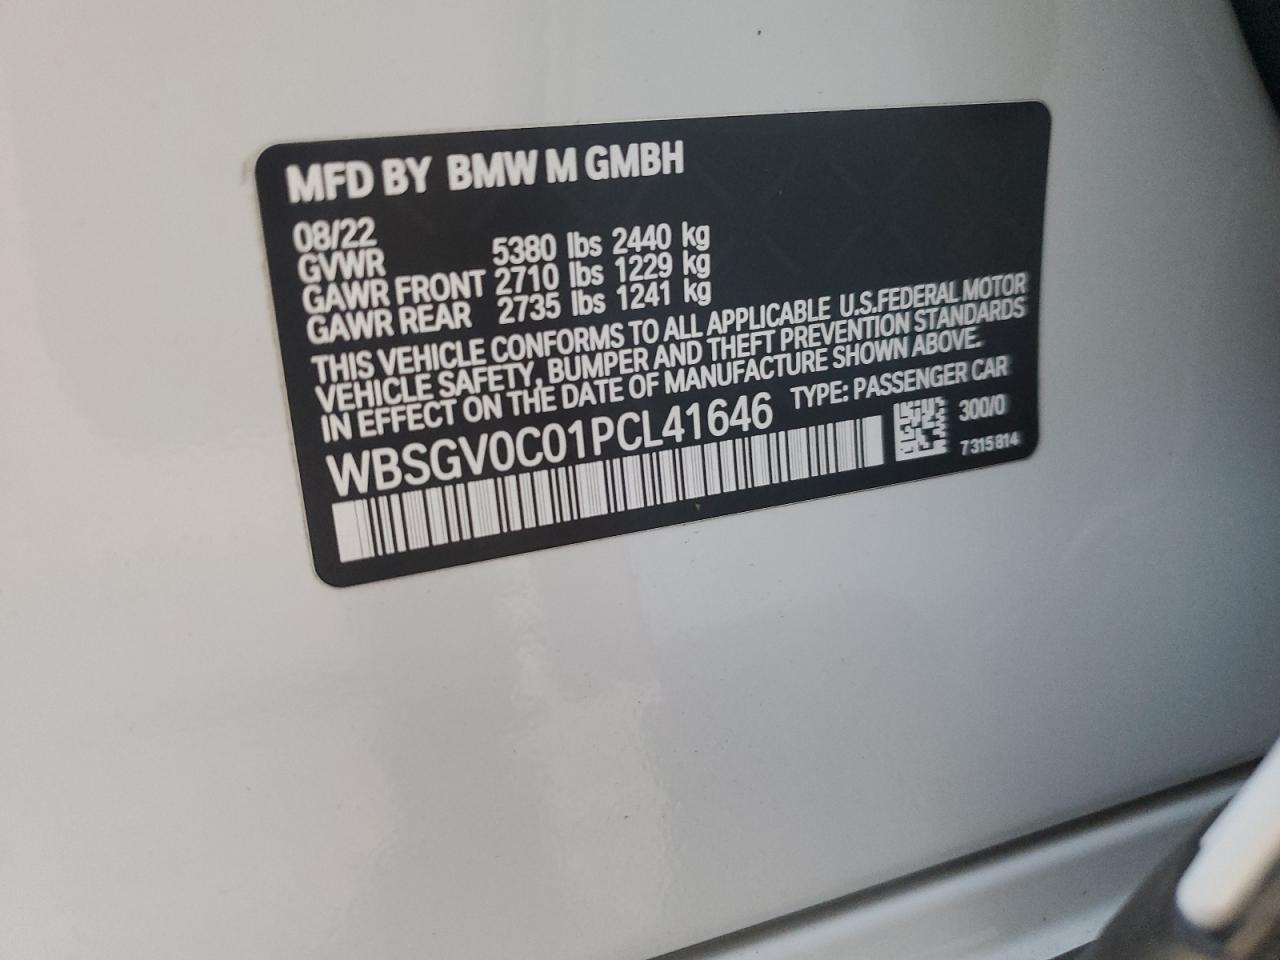 MFD BY BMW M GMBH
08/22
GVWR 5380 lbs 2440 kg
GAWR FRONT 2710 lbs 1229 kg
GAWR REAR 2735 lbs 1241 kg
THIS VEHICLE CONFORMS TO ALL APPLICABLE U.S.FEDERAL MOTOR
VEHICLE SAFETY, BUMPER AND THEFT PREVENTION STANDARDS
IN EFFECT ON THE DATE OF MANUFACTURE SHOWN ABOVE.
WBSGV0C01PCL41646 TYPE: PASSENGER CAR
300/0
7315814